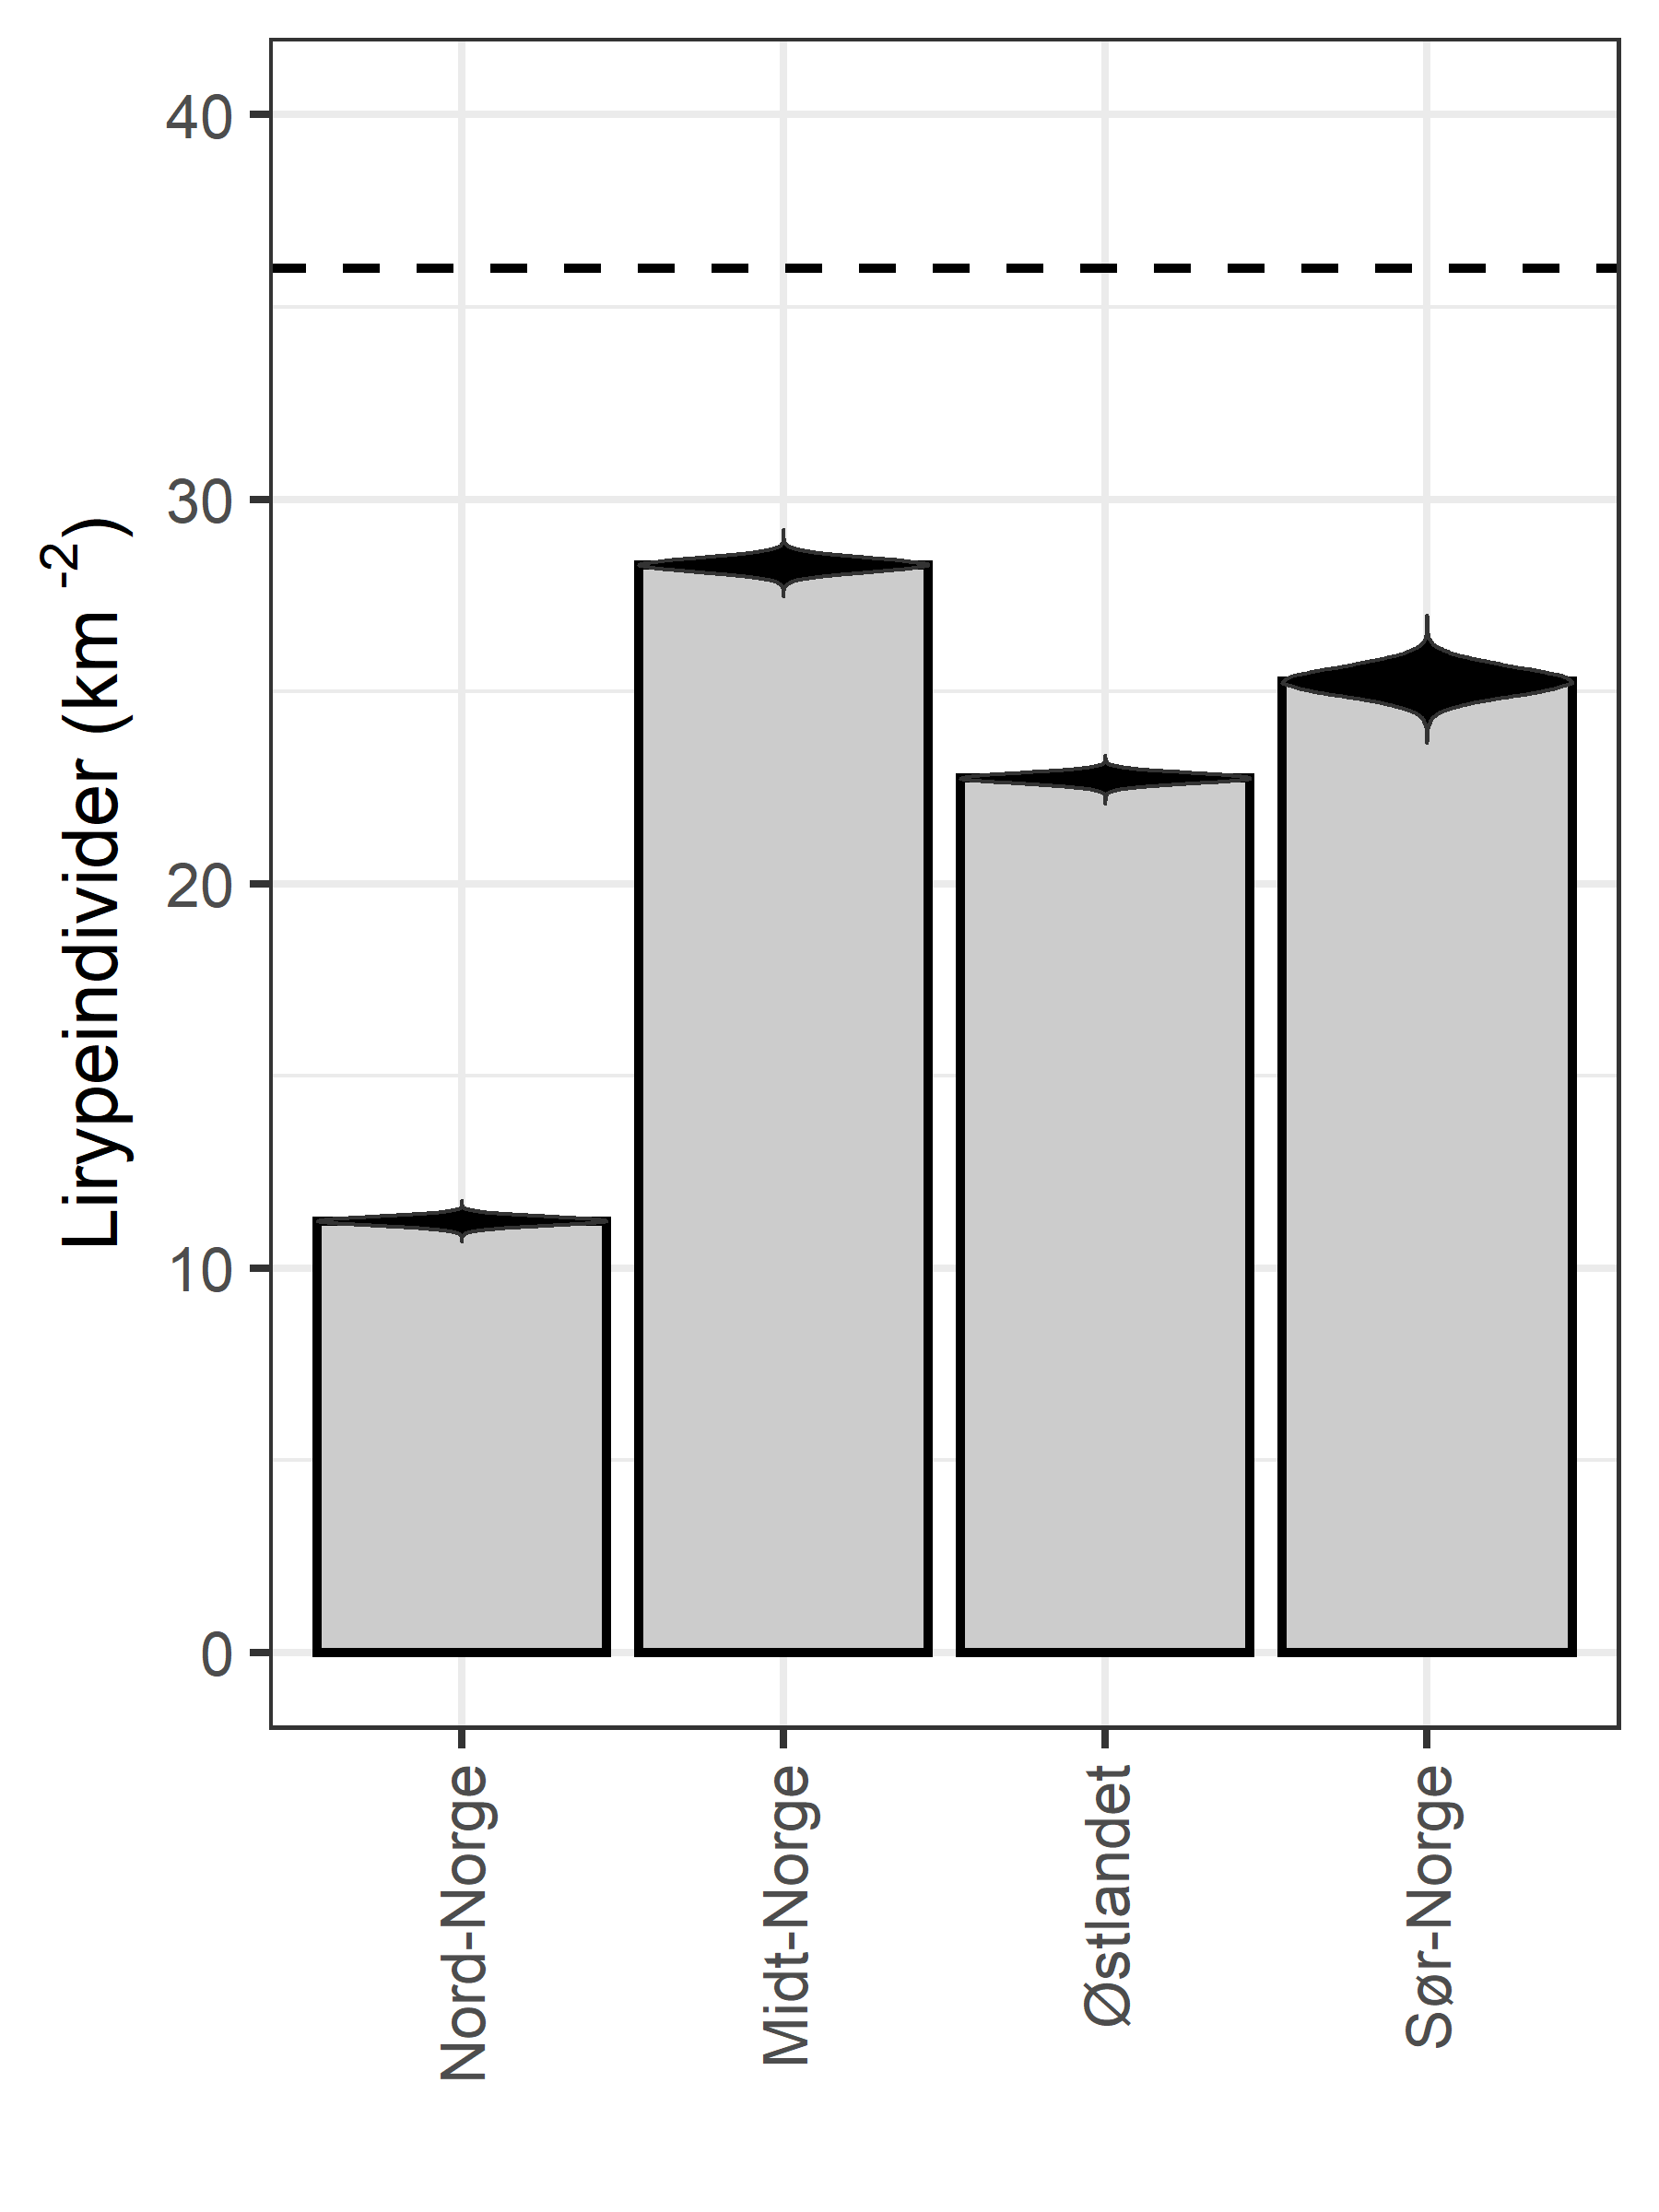 Lirypeindivider (km -2)
40
30
20
10
0
Nord-Norge
Midt-Norge
Østlandet
Sør-Norge